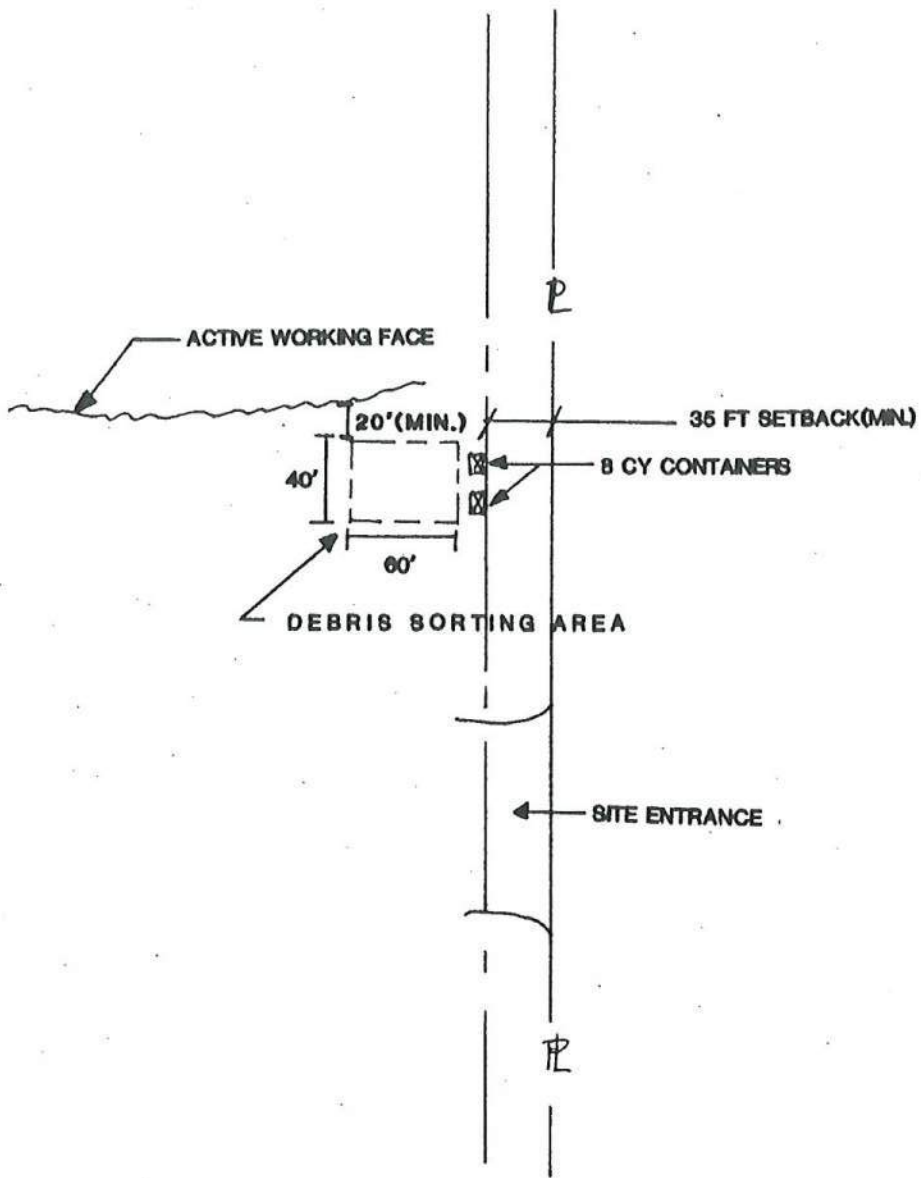 PL
ACTIVE WORKING FACE
20'(MIN.)
35 FT SETBACK(MIN.)
8 CY CONTAINERS
40'
60'
DEBRIS SORTING AREA
SITE ENTRANCE
PL